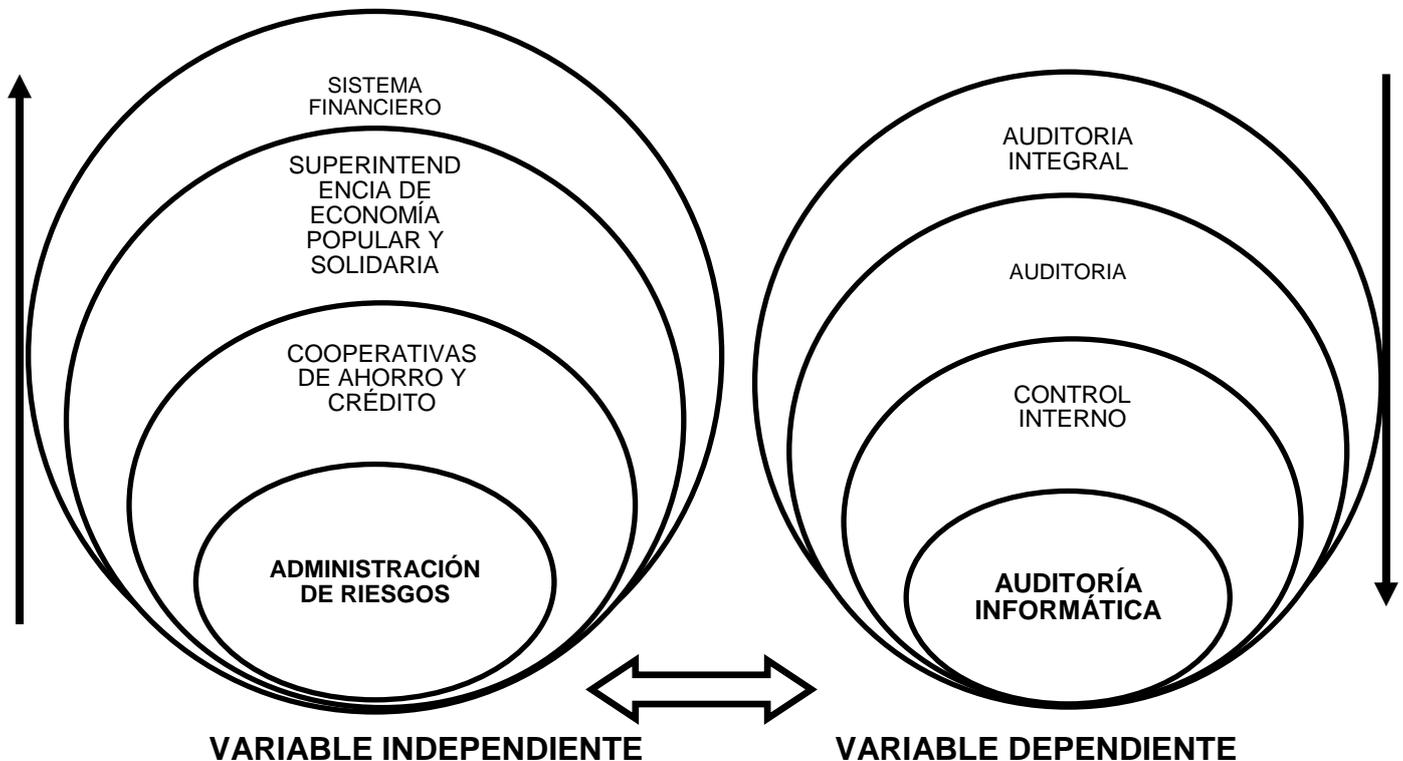 SISTEMA
FINANCIERO
SUPERINTEND
ENCIA DE
ECONOMÍA
POPULAR Y
SOLIDARIA
COOPERATIVAS
DE AHORRO Y
CRÉDITO
ADMINISTRACIÓN
DE RIESGOS
VARIABLE INDEPENDIENTE
AUDITORIA
INTEGRAL
AUDITORIA
CONTROL
INTERNO
AUDITORÍA
INFORMÁTICA
VARIABLE DEPENDIENTE